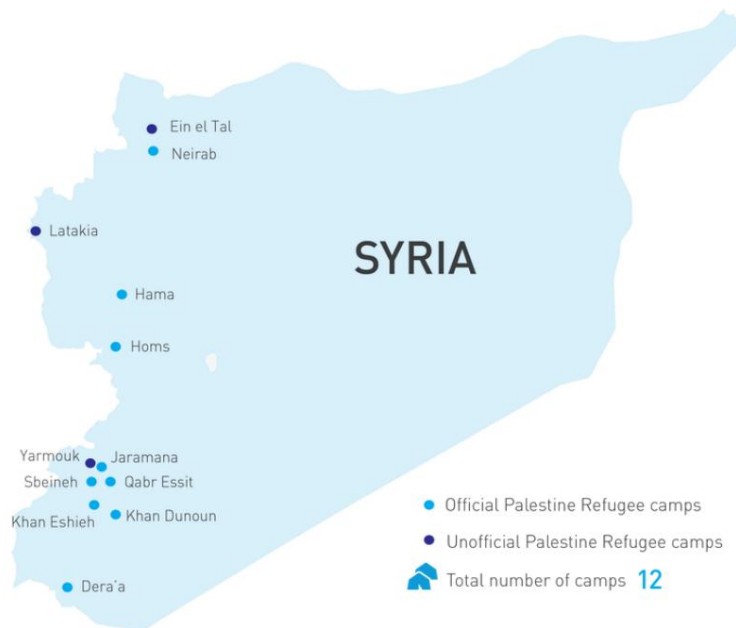 Ein el Tal
Neirab
Latakia
SYRIA
Hama
Homs
Yarmouk
Jaramana
Sbeineh
Qabr Essit
Khan Eshieh
Khan Dunoun
Dera'a
Official Palestine Refugee camps
Unofficial Palestine Refugee camps
Total number of camps 12